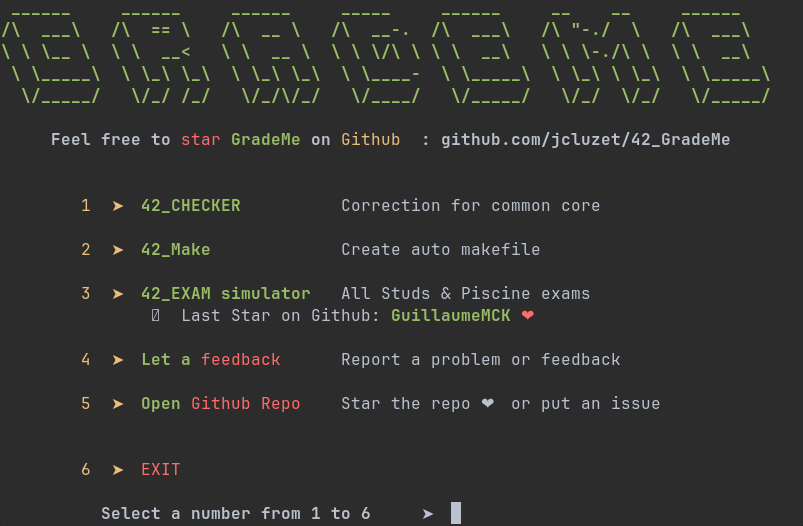 GRADEME
Feel free to star GradeMe on Github : github.com/jcluzet/42_GradeMe
1 ➤ 42_CHECKER Correction for common core
2 ➤ 42_Make Create auto makefile
3 ➤ 42_EXAM simulator All Studs & Piscine exams
Last Star on Github: GuillaumeMCK ❤
4 ➤ Let a feedback Report a problem or feedback
5 ➤ Open Github Repo Star the repo ❤ or put an issue
6 ➤ EXIT
Select a number from 1 to 6 ➤